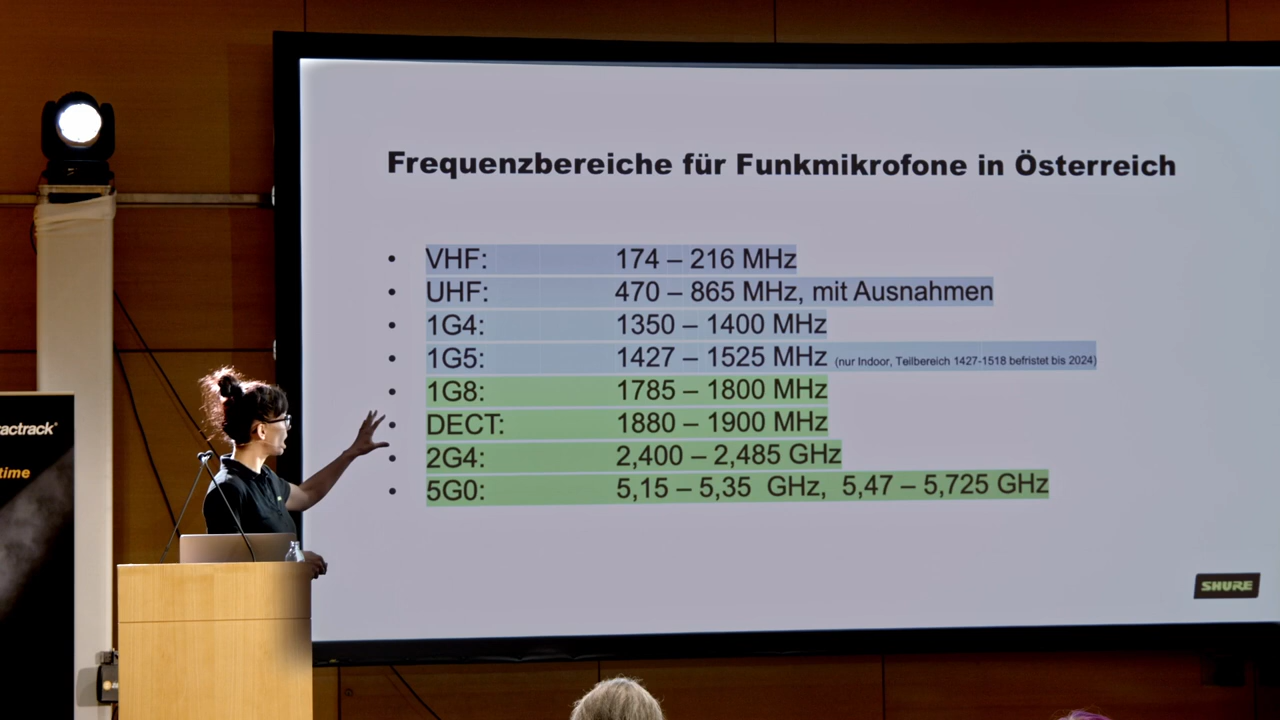 Frequenzbereiche für Funkmikrofone in Österreich
• VHF: 174 – 216 MHz
• UHF: 470 – 865 MHz, mit Ausnahmen
• 1G4: 1350 – 1400 MHz
• 1G5: 1427 – 1525 MHz (nur Indoor, Teilbereich 1427-1518 befristet bis 2024)
• 1G8: 1785 – 1800 MHz
• DECT: 1880 – 1900 MHz
• 2G4: 2,400 – 2,485 GHz
• 5G0: 5,15 – 5,35 GHz, 5,47 – 5,725 GHz
SHURE
actrack®
time